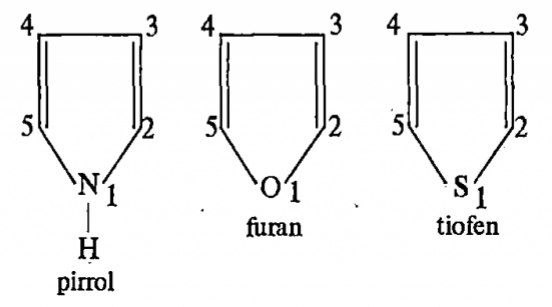 4 3 4 3 4 3
5 2 5 2 5 2
N 1 O 1 S 1
H
pirrol furan tiofen